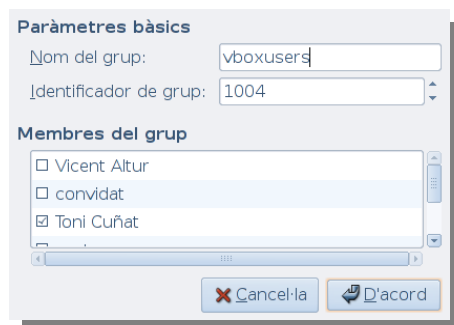 Paràmetres bàsics
Nom del grup: vboxusers
Identificador de grup: 1004
Membres del grup
Vicent Altur
convidat
Toni Cuñat
Cancel·la D'acord